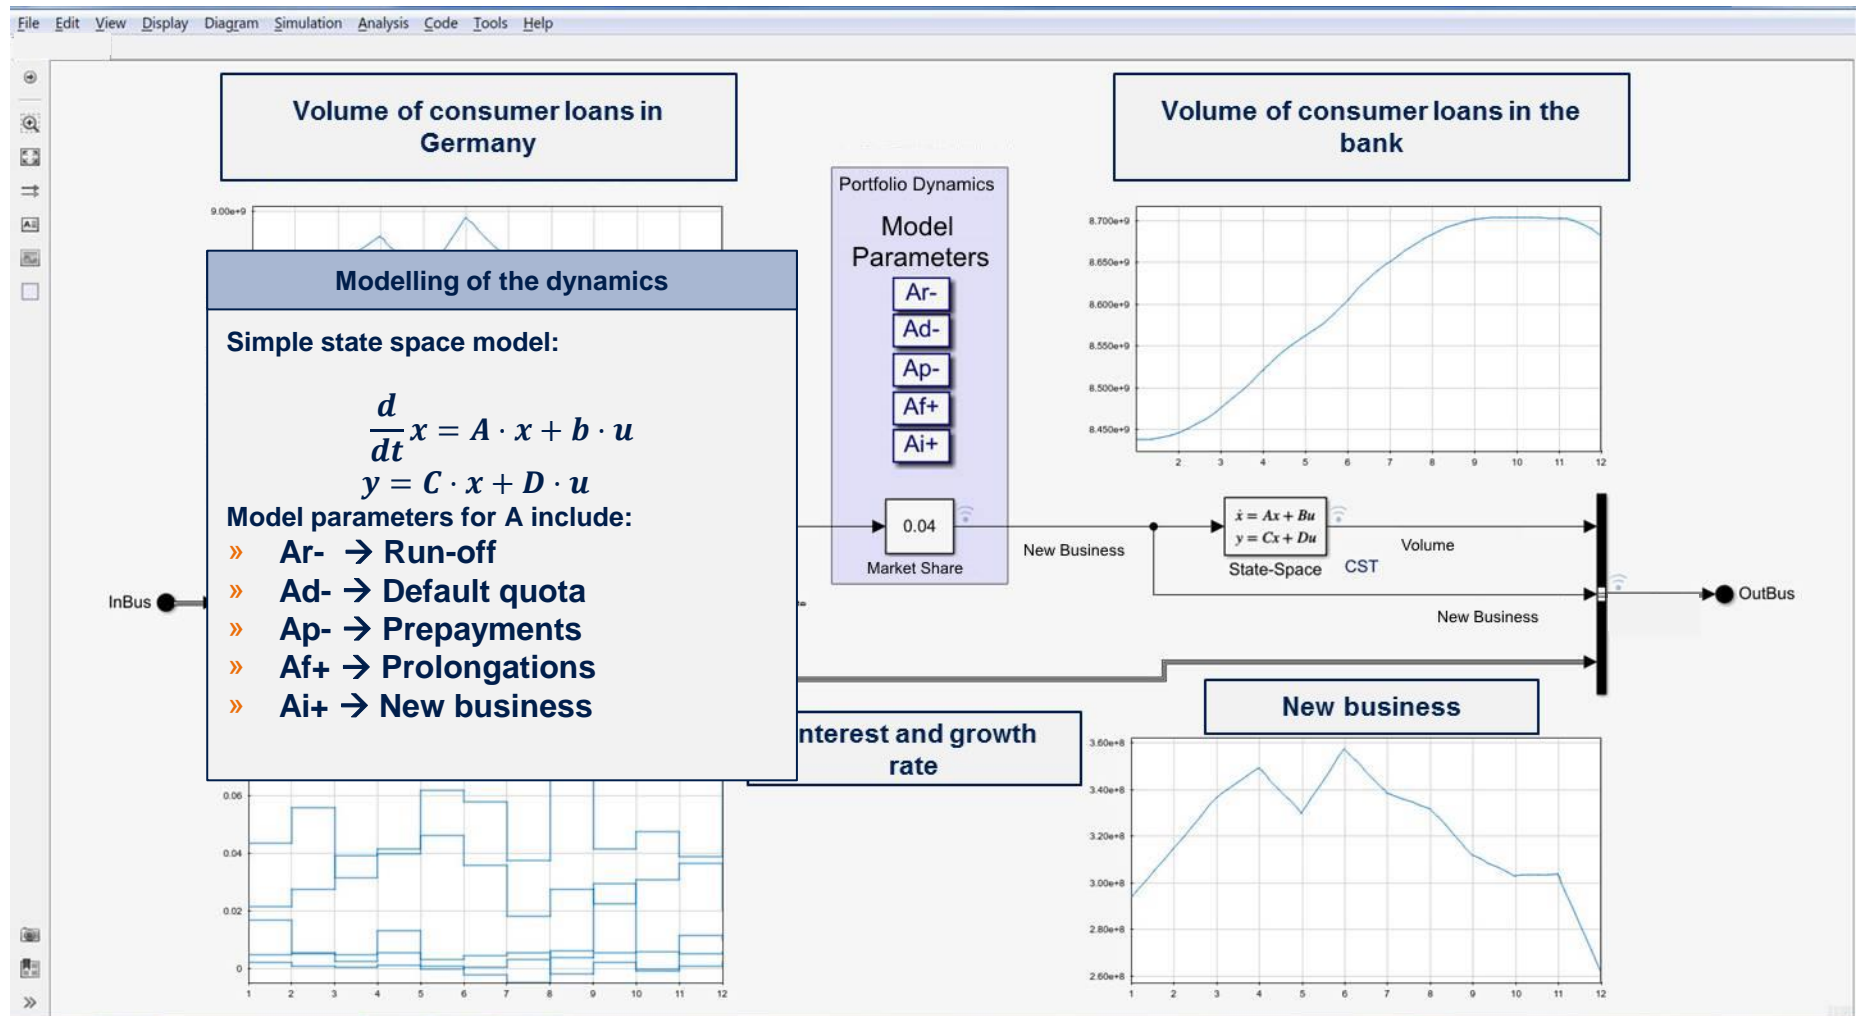 File Edit View Display Diagram Simulation Analysis Code Tools Help
Volume of consumer loans in
Germany
Volume of consumer loans in the
bank
Portfolio Dynamics
Model
Parameters
Ar-
Ad-
Ap-
Af+
Ai+
0.04
Market Share
9.00e+9
Modelling of the dynamics
Simple state space model:
d/dt x = A · x + b · u
y = C · x + D · u
Model parameters for A include:
» Ar- → Run-off
» Ad- → Default quota
» Ap- → Prepayments
» Af+ → Prolongations
» Ai+ → New business
8.700e+9
8.650e+9
8.600e+9
8.550e+9
8.500e+9
8.450e+9
2 3 4 5 6 7 8 9 10 11 12
New Business
ẋ = Ax + Bu
y = Cx + Du
State-Space
CST
Volume
New Business
InBus
OutBus
nterest and growth
rate
New business
0.06
0.04
0.02
0
1 2 3 4 5 6 7 8 9 10 11 12
3.60e+8
3.40e+8
3.20e+8
3.00e+8
2.80e+8
2.60e+8
1 2 3 4 5 6 7 8 9 10 11 12